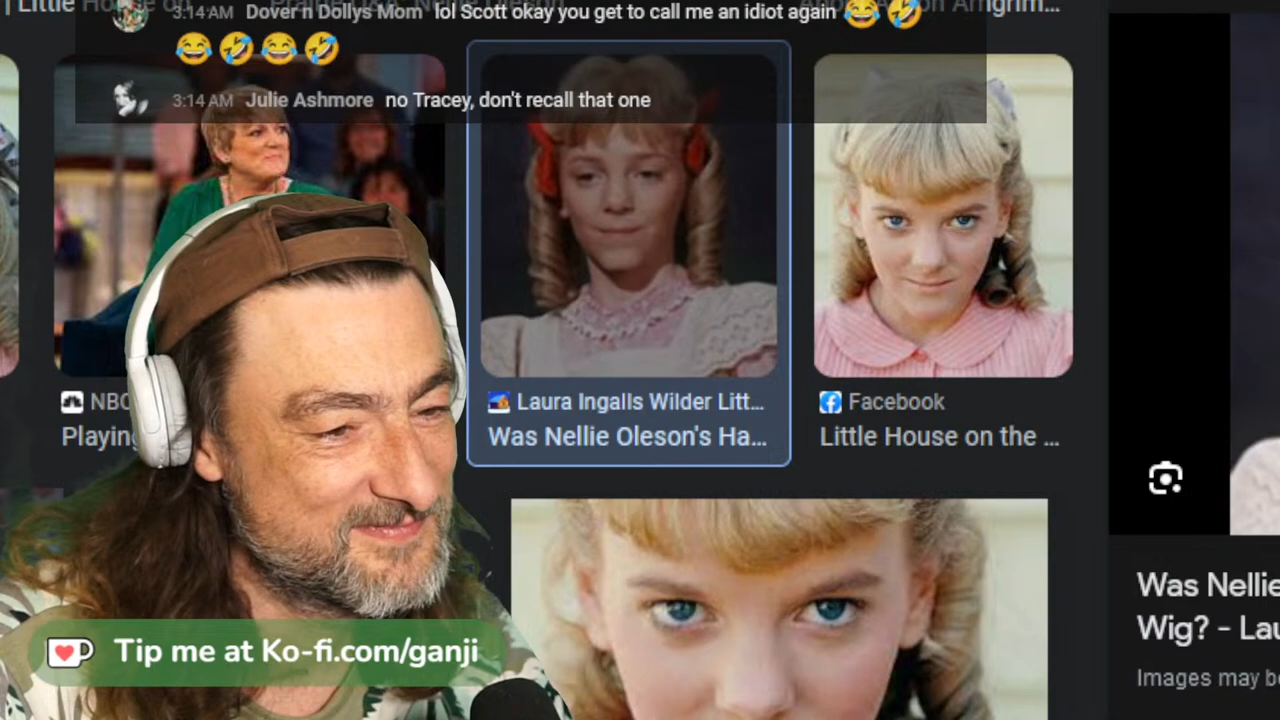 | Little House on
3:14 AM Dover n Dollys Mom lol Scott okay you get to call me an idiot again 😂🤣
😂🤣😂🤣
3:14 AM Julie Ashmore no Tracey, don't recall that one
NBC
Playing
Laura Ingalls Wilder Litt...
Was Nellie Oleson's Ha...
Facebook
Little House on the ...
Was Nellie
Wig? - Lau
Images may be
Tip me at Ko-fi.com/ganji